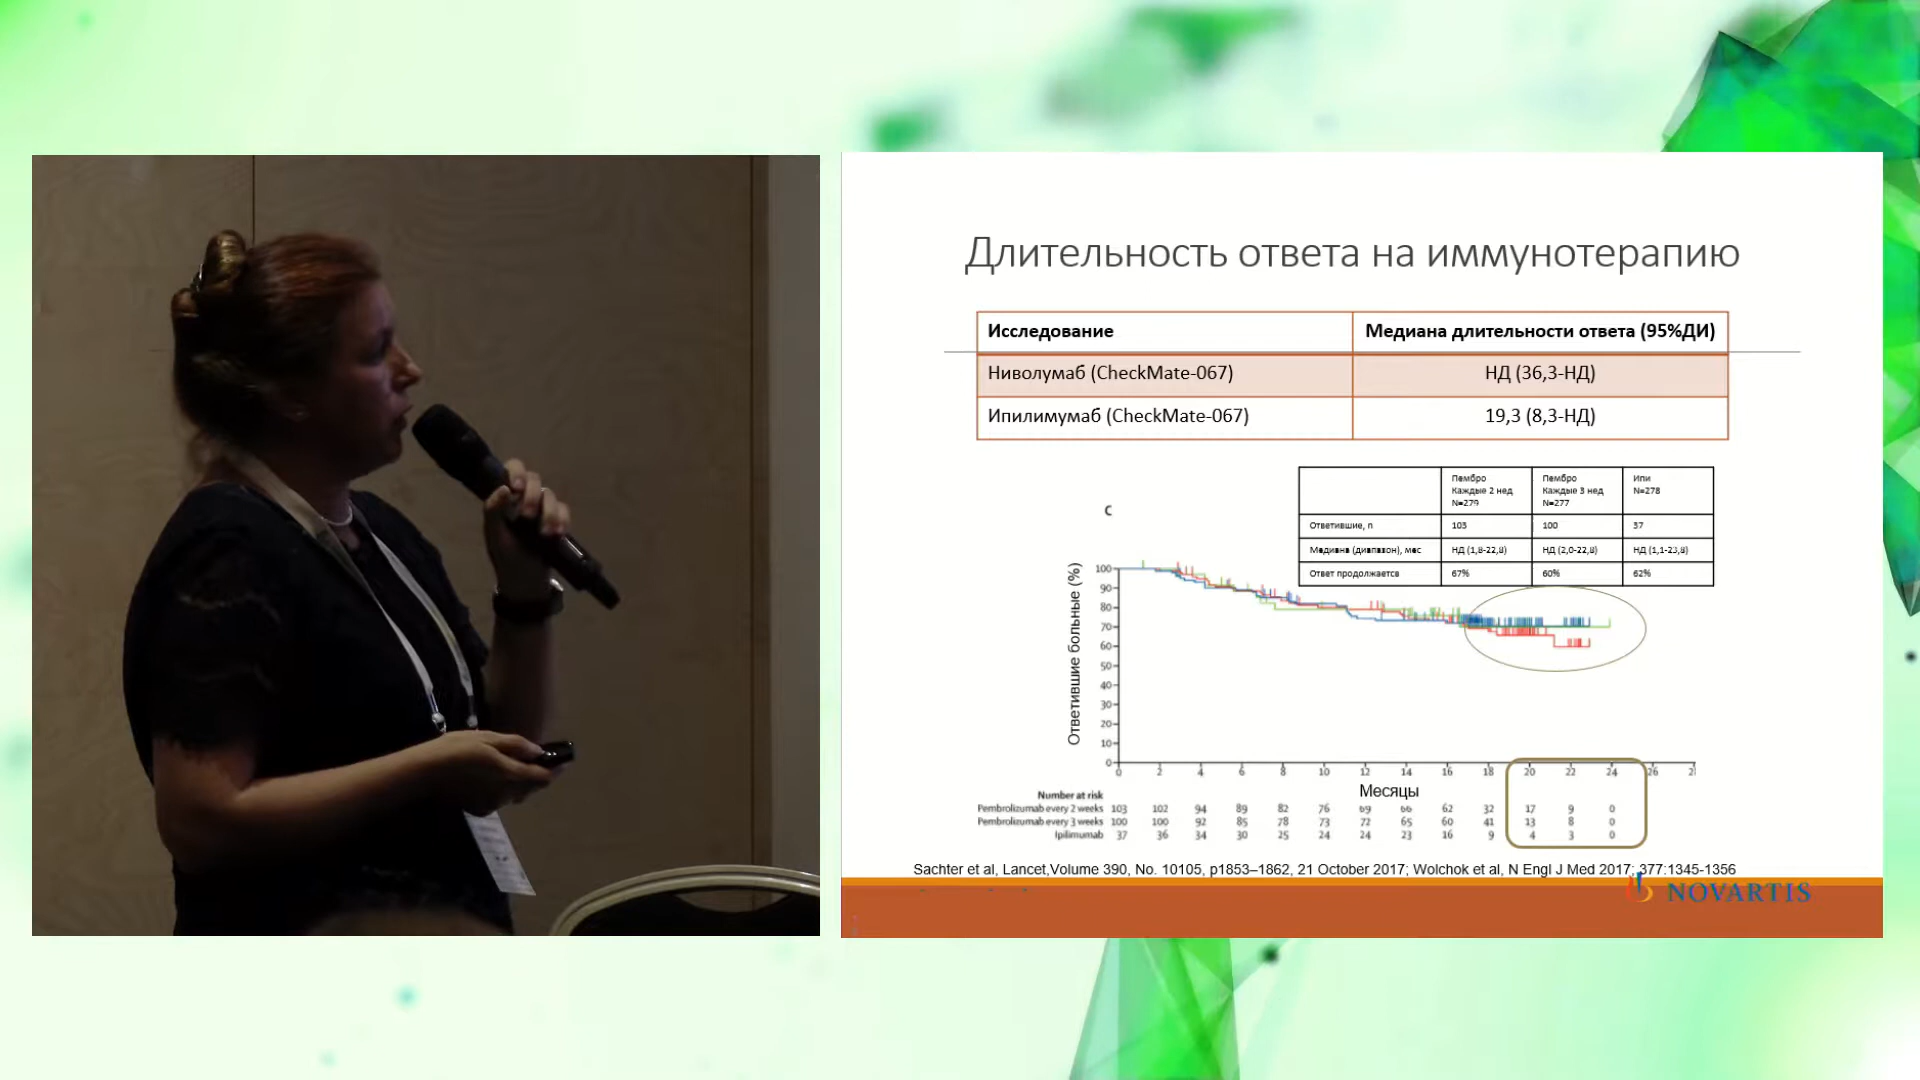 Длительность ответа на иммунотерапию
Исследование Медиана длительности ответа (95%ДИ)
Ниволумаб (CheckMate-067) НД (36,3-НД)
Ипилимумаб (CheckMate-067) 19,3 (8,3-НД)
Пембро Каждые 2 нед N=279 Пембро Каждые 3 нед N=277 Ипи N=278
Ответившие, n 103 100 37
Медиана (диапазон), мес НД (1,8-22,8) НД (2,0-22,8) НД (1,1-23,8)
Ответ продолжается 67% 60% 62%
C
Ответившие больные (%)
100
90
80
70
60
50
40
30
20
10
0
0 2 4 6 8 10 12 14 16 18 20 22 24 26
Месяцы
Number at risk
Pembrolizumab every 2 weeks 103 102 94 89 82 76 69 66 62 32 17 9 0
Pembrolizumab every 3 weeks 100 100 92 85 78 73 72 65 60 41 13 8 0
Ipilimumab 37 36 34 30 25 24 24 23 16 9 4 3 0
Sachter et al, Lancet,Volume 390, No. 10105, p1853–1862, 21 October 2017; Wolchok et al, N Engl J Med 2017; 377:1345-1356
NOVARTIS